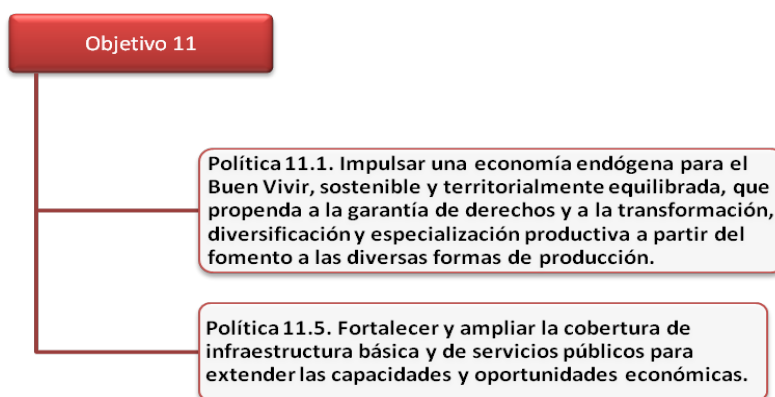 Objetivo 11
Política 11.1. Impulsar una economía endógena para el
Buen Vivir, sostenible y territorialmente equilibrada, que
propenda a la garantía de derechos y a la transformación,
diversificación y especialización productiva a partir del
fomento a las diversas formas de producción.
Política 11.5. Fortalecer y ampliar la cobertura de
infraestructura básica y de servicios públicos para
extender las capacidades y oportunidades económicas.